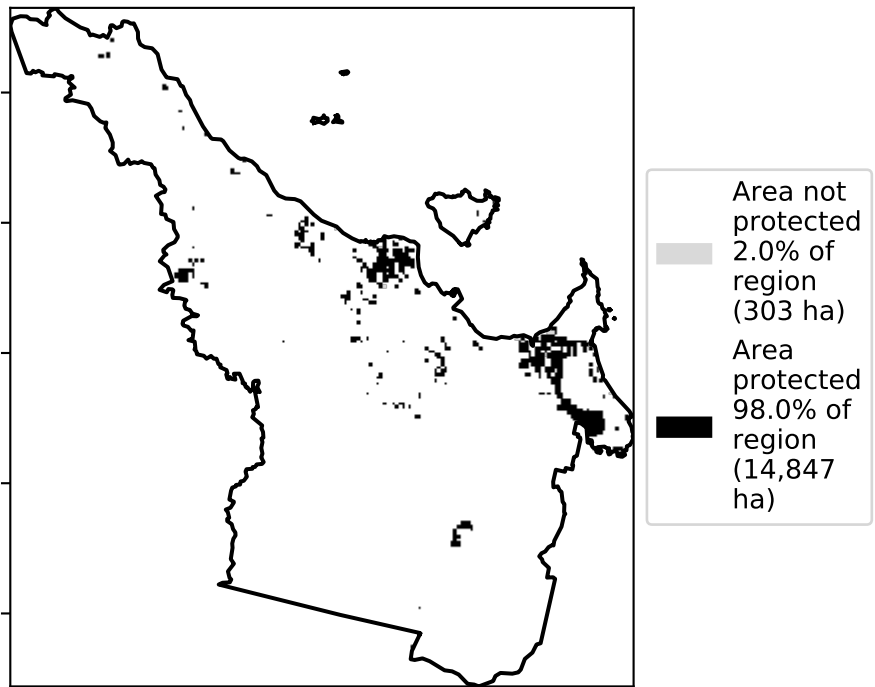 Area not
protected
2.0% of
region
(303 ha)
Area
protected
98.0% of
region
(14,847
ha)